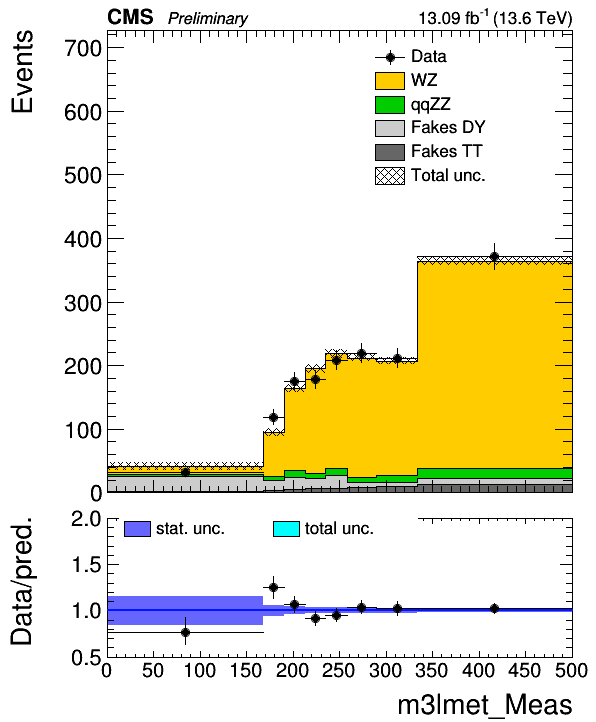 CMS Preliminary 13.09 fb⁻¹ (13.6 TeV)
Events
700
600
500
400
300
200
100
0
Data
WZ
qqZZ
Fakes DY
Fakes TT
Total unc.
Data/pred.
2.0
1.5
1.0
0.5
stat. unc.
total unc.
0 50 100 150 200 250 300 350 400 450 500
m3lmet_Meas